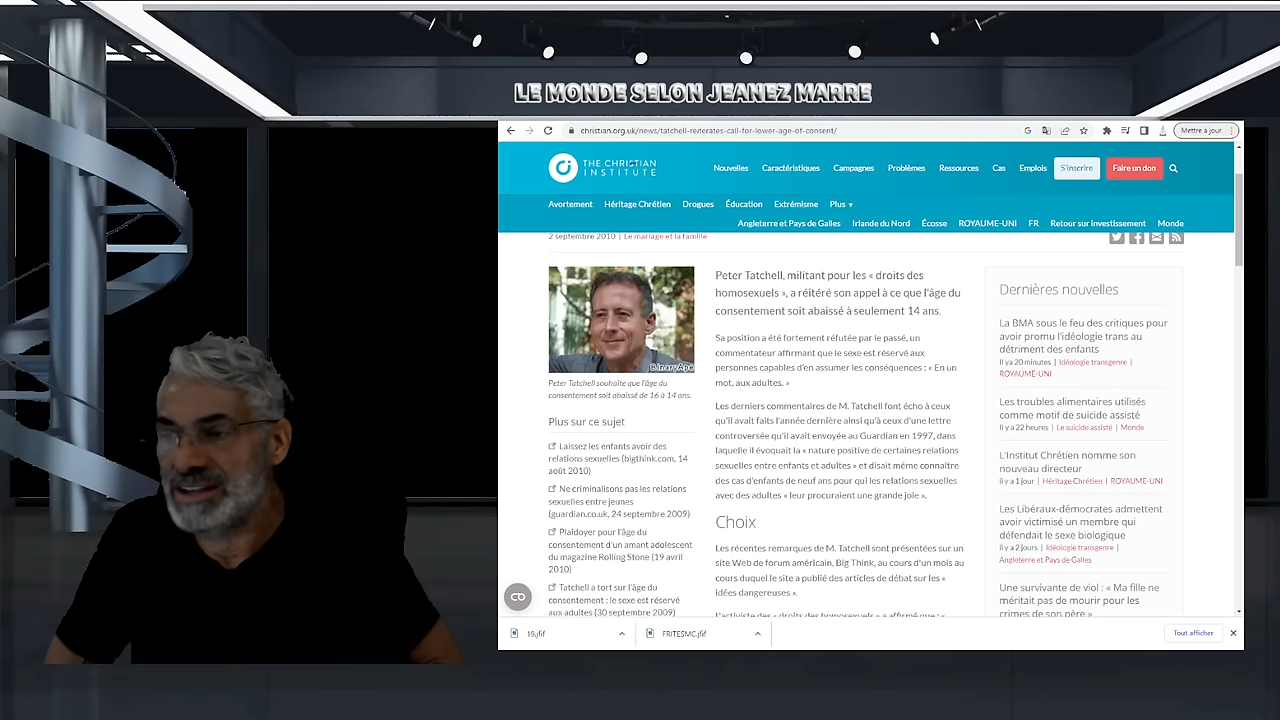 LE MONDE SELON JEANEZ MARRE
christian.org.uk/news/tatchell-reiterates-call-for-lower-age-of-consent/
Mettre à jour
THE CHRISTIAN
INSTITUTE
Nouvelles Caractéristiques Campagnes Problèmes Ressources Cas Emplois S'inscrire Faire un don
Avortement Héritage Chrétien Drogues Éducation Extrémisme Plus
Angleterre et Pays de Galles Irlande du Nord Écosse ROYAUME-UNI FR Retour sur Investissement Monde
2 septembre 2010 | Le mariage et la famille
BinaryApe
Peter Tatchell souhaite que l'âge du
consentement soit abaissé de 16 à 14 ans.
Plus sur ce sujet
Laissez les enfants avoir des
relations sexuelles (bigthink.com, 14
août 2010)
Ne criminalisons pas les relations
sexuelles entre jeunes
(guardian.co.uk, 24 septembre 2009)
Plaidoyer pour l'âge du
consentement d'un amant adolescent
du magazine Rolling Stone (19 avril
2010)
Tatchell a tort sur l'âge du
consentement : le sexe est réservé
aux adultes (30 septembre 2009)
Peter Tatchell, militant pour les « droits des
homosexuels », a réitéré son appel à ce que l'âge du
consentement soit abaissé à seulement 14 ans.
Sa position a été fortement réfutée par le passé, un
commentateur affirmant que le sexe est réservé aux
personnes capables d'en assumer les conséquences : « En un
mot, aux adultes. »
Les derniers commentaires de M. Tatchell font écho à ceux
qu'il avait faits l'année dernière ainsi qu'à ceux d'une lettre
controversée qu'il avait envoyée au Guardian en 1997, dans
laquelle il évoquait la « nature positive de certaines relations
sexuelles entre enfants et adultes » et disait même connaître
des cas d'enfants de neuf ans pour qui les relations sexuelles
avec des adultes « leur procuraient une grande joie ».
Choix
Les récentes remarques de M. Tatchell sont présentées sur un
site Web de forum américain, Big Think, au cours d'un mois au
cours duquel le site a publié des articles de débat sur les «
Idées dangereuses ».
L'activiste des « droits des homosexuels » a affirmé que : «
Dernières nouvelles
La BMA sous le feu des critiques pour
avoir promu l'idéologie trans au
détriment des enfants
Il y a 20 minutes | Idéologie transgenre |
ROYAUME-UNI
Les troubles alimentaires utilisés
comme motif de suicide assisté
Il y a 22 heures | Le suicide assisté | Monde
L'Institut Chrétien nomme son
nouveau directeur
Il y a 1 jour | Héritage Chrétien | ROYAUME-UNI
Les Libéraux-démocrates admettent
avoir victimisé un membre qui
défendait le sexe biologique
Il y a 2 jours | Idéologie transgenre |
Angleterre et Pays de Galles
Une survivante de viol : « Ma fille ne
méritait pas de mourir pour les
crimes de son père »
19.jfif
FRITESMC.jfif
Tout afficher